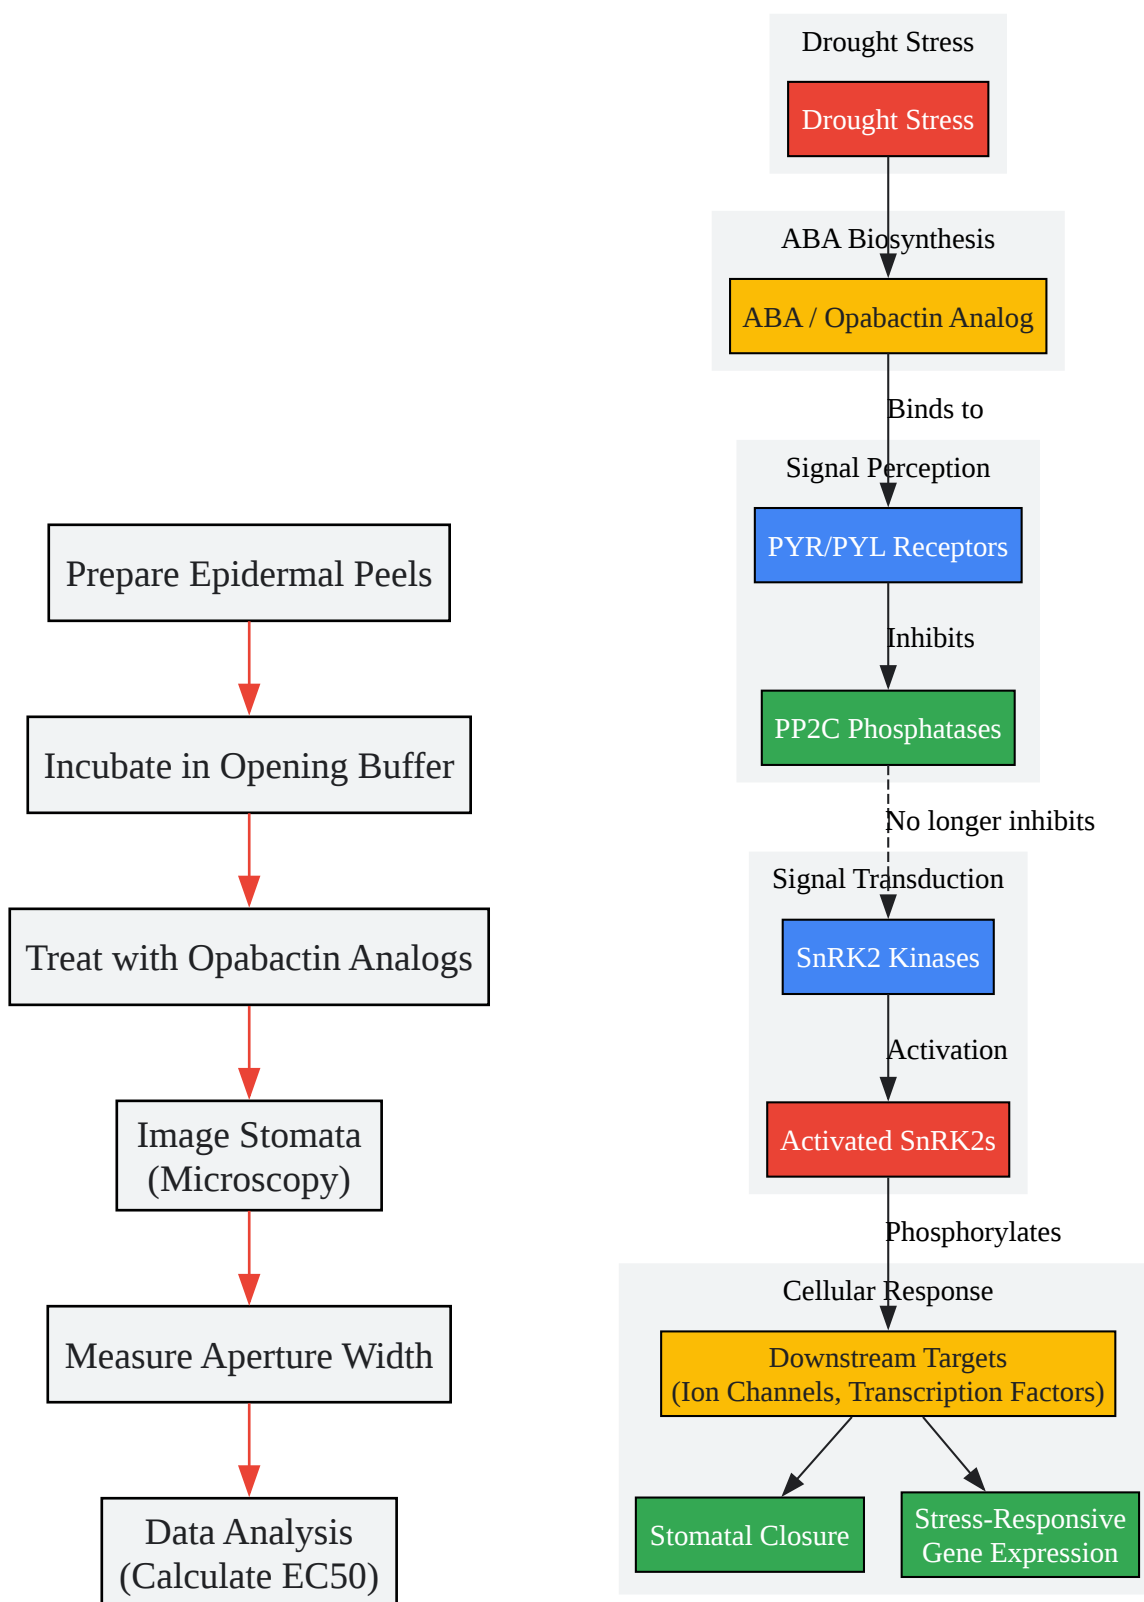 Prepare Epidermal Peels
Incubate in Opening Buffer
Treat with Opabactin Analogs
Image Stomata
(Microscopy)
Measure Aperture Width
Data Analysis
(Calculate EC50)
Drought Stress
Drought Stress
ABA Biosynthesis
ABA / Opabactin Analog
Binds to
Signal Perception
PYR/PYL Receptors
Inhibits
PP2C Phosphatases
No longer inhibits
Signal Transduction
SnRK2 Kinases
Activation
Activated SnRK2s
Phosphorylates
Cellular Response
Downstream Targets
(Ion Channels, Transcription Factors)
Stomatal Closure
Stress-Responsive
Gene Expression